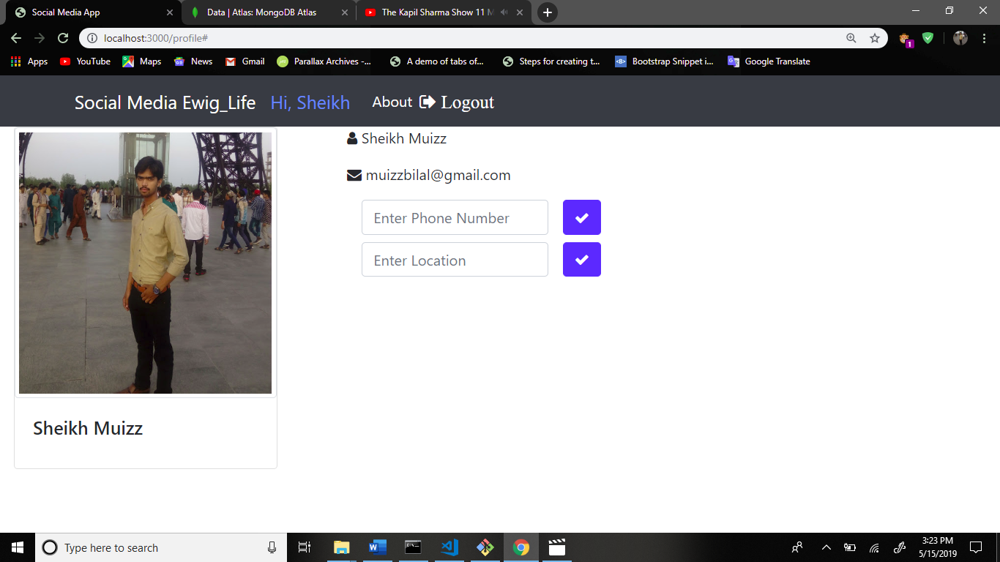 Social Media App
Data | Atlas: MongoDB Atlas
The Kapil Sharma Show 11 M
localhost:3000/profile#
1
Apps
YouTube
Maps
News
Gmail
Parallax Archives -...
A demo of tabs of...
Steps for creating t...
Bootstrap Snippet i...
Google Translate
Social Media Ewig_Life
Hi, Sheikh
About
Logout
Sheikh Muizz
muizzbilal@gmail.com
Enter Phone Number
Enter Location
Sheikh Muizz
Type here to search
3:23 PM
5/15/2019